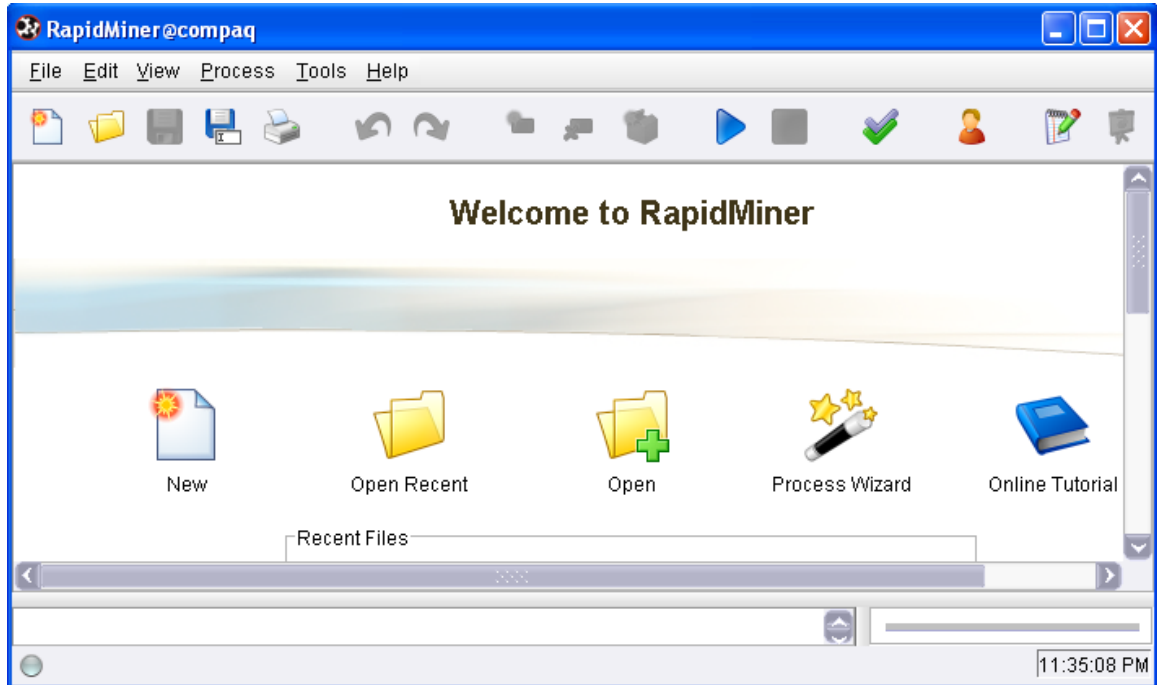 RapidMiner@compaq
File Edit View Process Tools Help
Welcome to RapidMiner
New Open Recent Open Process Wizard Online Tutorial
Recent Files
11:35:08 PM